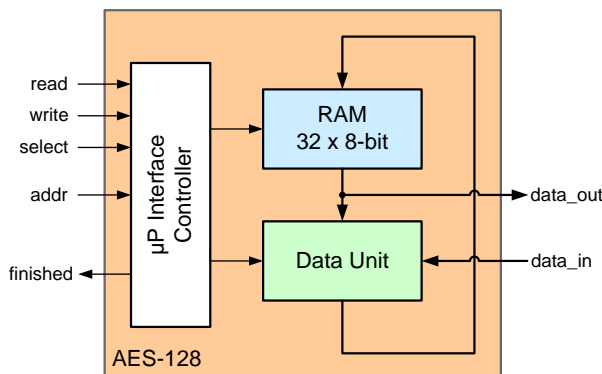 read
write
select
addr
finished
µP Interface
Controller
RAM
32 x 8-bit
Data Unit
data_out
data_in
AES-128